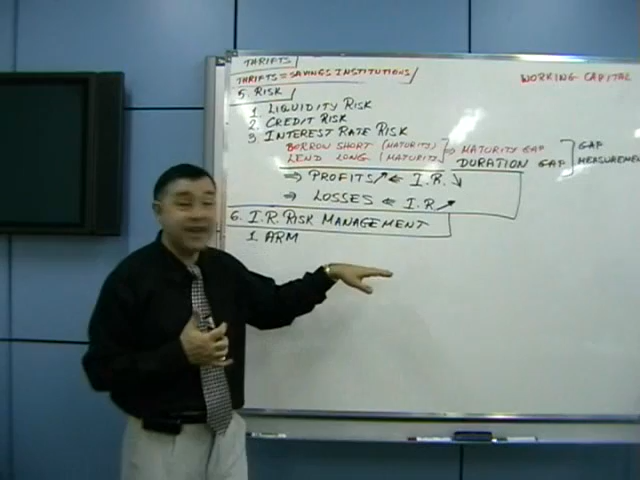 THRIFTS
THRIFTS = SAVINGS INSTITUTIONS
WORKING CAPITAL
5. RISK
1. LIQUIDITY RISK
2. CREDIT RISK
3 INTEREST RATE RISK
BORROW SHORT (MATURITY) ⇒ MATURITY GAP
LEND LONG (MATURITY) DURATION GAP
GAP
MEASUREMEN
⇒ PROFITS ↗ ⇐ I.R. ↘
⇒ LOSSES ⇐ I.R. ↗
6. I.R. RISK MANAGEMENT
1. ARM